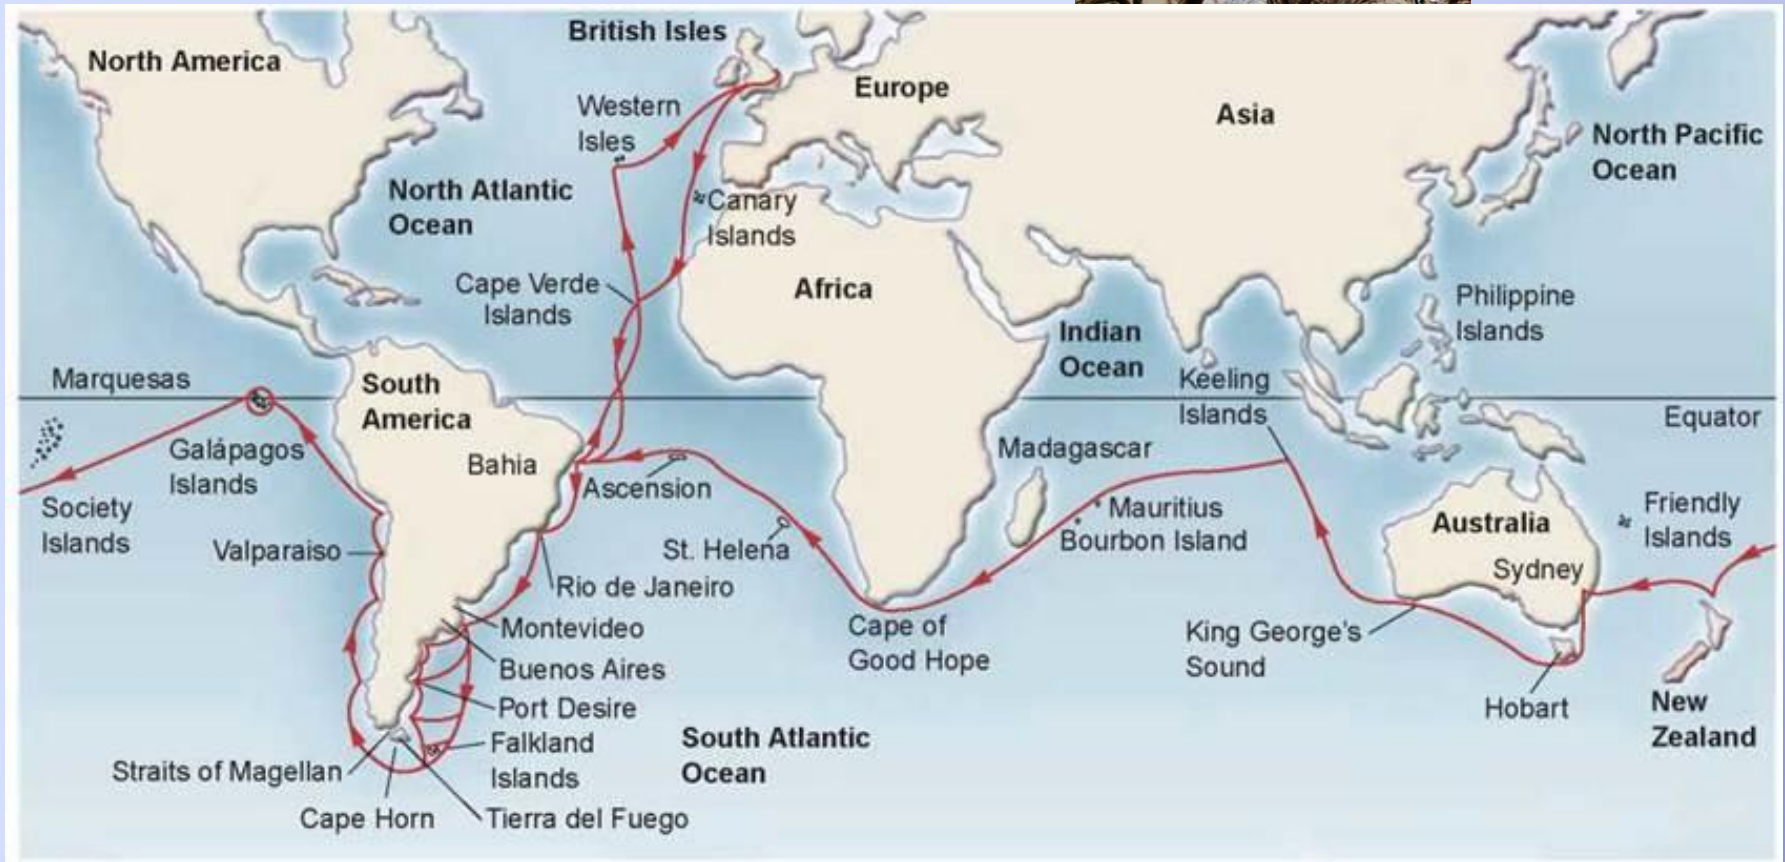 British Isles
North America
Europe
Western
Isles
Asia
North Pacific
Ocean
North Atlantic
Ocean
Canary
Islands
Cape Verde
Islands
Africa
Philippine
Islands
Indian
Ocean
Marquesas
South
America
Keeling
Islands
Equator
Galápagos
Islands
Bahia
Madagascar
Ascension
Society
Islands
Mauritius
Bourbon Island
Australia
Friendly
Islands
Valparaiso
St. Helena
Sydney
Rio de Janeiro
Montevideo
Cape of
Good Hope
King George's
Sound
Buenos Aires
Port Desire
Hobart
New
Zealand
Falkland
Islands
South Atlantic
Ocean
Straits of Magellan
Cape Horn
Tierra del Fuego